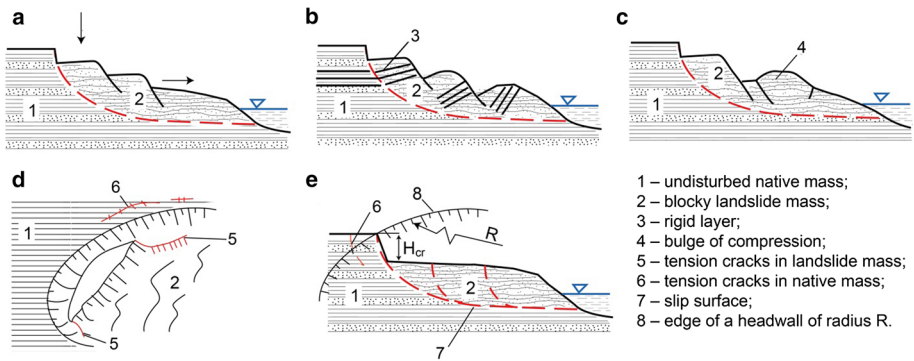 a
1
2
b
3
1
2
c
4
1
2
d
6
1
5
2
5
e
8
6
R
Hcr
1
2
7
1 – undisturbed native mass;
2 – blocky landslide mass;
3 – rigid layer;
4 – bulge of compression;
5 – tension cracks in landslide mass;
6 – tension cracks in native mass;
7 – slip surface;
8 – edge of a headwall of radius R.